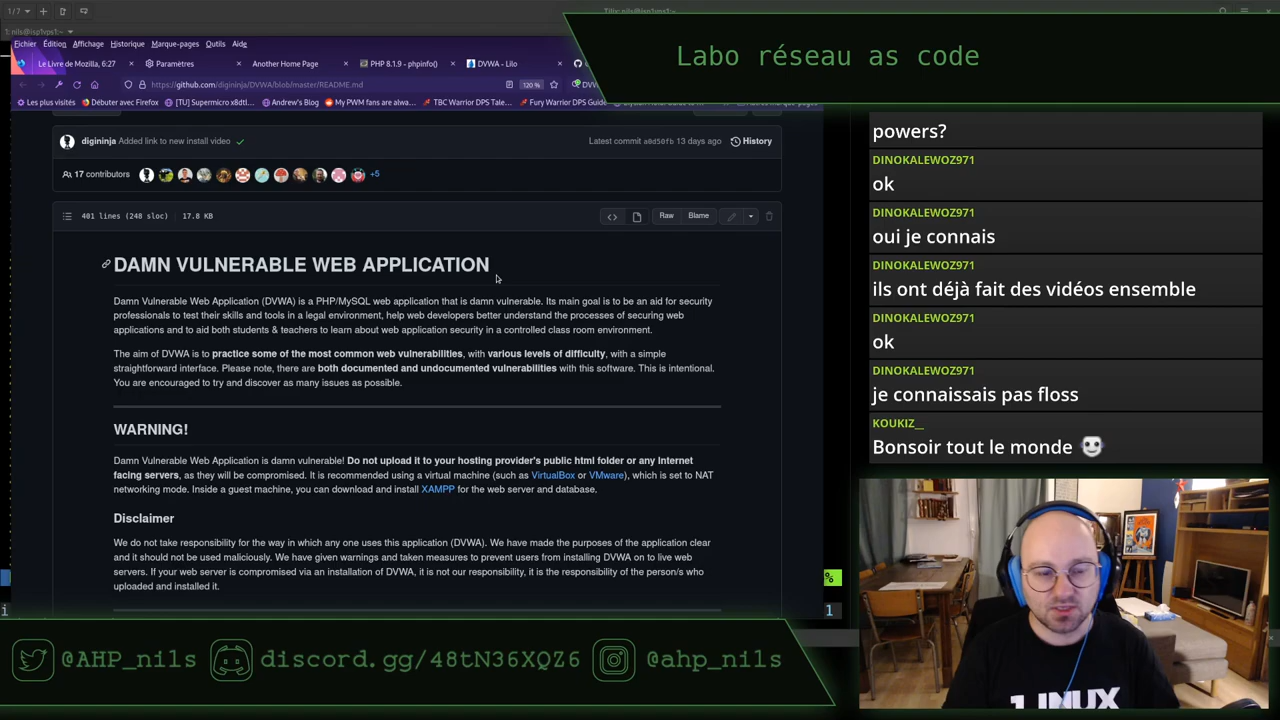 1/7
Tilix: nils@isp1vps1:~
1: nils@isp1vps1:~
Fichier Édition Affichage Historique Marque-pages Outils Aide
Le Livre de Mozilla, 6:27
Paramètres
Another Home Page
PHP 8.1.9 - phpinfo()
DVWA - Lilo
https://github.com/digininja/DVWA/blob/master/README.md
120 %
Les plus visités
Débuter avec Firefox
[TU] Supermicro x8dtl...
Andrew's Blog
My PWM fans are alwa...
TBC Warrior DPS Tale...
Fury Warrior DPS Guide
Labo réseau as code
digininja Added link to new install video
Latest commit a0d50fb 13 days ago
History
17 contributors
+5
401 lines (248 sloc) 17.8 KB
Raw
Blame
DAMN VULNERABLE WEB APPLICATION
Damn Vulnerable Web Application (DVWA) is a PHP/MySQL web application that is damn vulnerable. Its main goal is to be an aid for security
professionals to test their skills and tools in a legal environment, help web developers better understand the processes of securing web
applications and to aid both students & teachers to learn about web application security in a controlled class room environment.
The aim of DVWA is to practice some of the most common web vulnerabilities, with various levels of difficulty, with a simple
straightforward interface. Please note, there are both documented and undocumented vulnerabilities with this software. This is intentional.
You are encouraged to try and discover as many issues as possible.
WARNING!
Damn Vulnerable Web Application is damn vulnerable! Do not upload it to your hosting provider's public html folder or any Internet
facing servers, as they will be compromised. It is recommended using a virtual machine (such as VirtualBox or VMware), which is set to NAT
networking mode. Inside a guest machine, you can download and install XAMPP for the web server and database.
Disclaimer
We do not take responsibility for the way in which any one uses this application (DVWA). We have made the purposes of the application clear
and it should not be used maliciously. We have given warnings and taken measures to prevent users from installing DVWA on to live web
servers. If your web server is compromised via an installation of DVWA, it is not our responsibility, it is the responsibility of the person/s who
uploaded and installed it.
i
%
1
powers?
DINOKALEWOZ971
ok
DINOKALEWOZ971
oui je connais
DINOKALEWOZ971
ils ont déjà fait des vidéos ensemble
DINOKALEWOZ971
ok
DINOKALEWOZ971
je connaissais pas floss
KOUKIZ__
Bonsoir tout le monde
LINUX
@AHP_nils
discord.gg/48tN36XQZ6
@ahp_nils